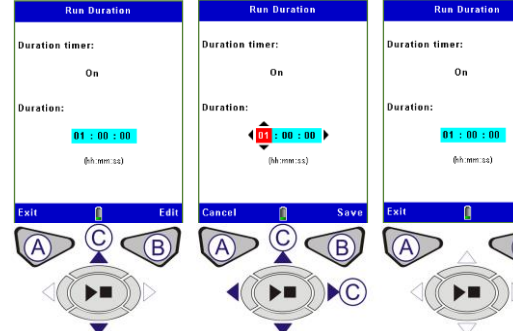 Run Duration
Duration timer:
On
Duration:
01 : 00 : 00
(hh:mm:ss)
Exit Edit
A C B
Run Duration
Duration timer:
On
Duration:
01 : 00 : 00
(hh:mm:ss)
Cancel Save
A C B
C
Run Duration
Duration timer:
On
Duration:
01 : 00 : 00
(hh:mm:ss)
Exit
A